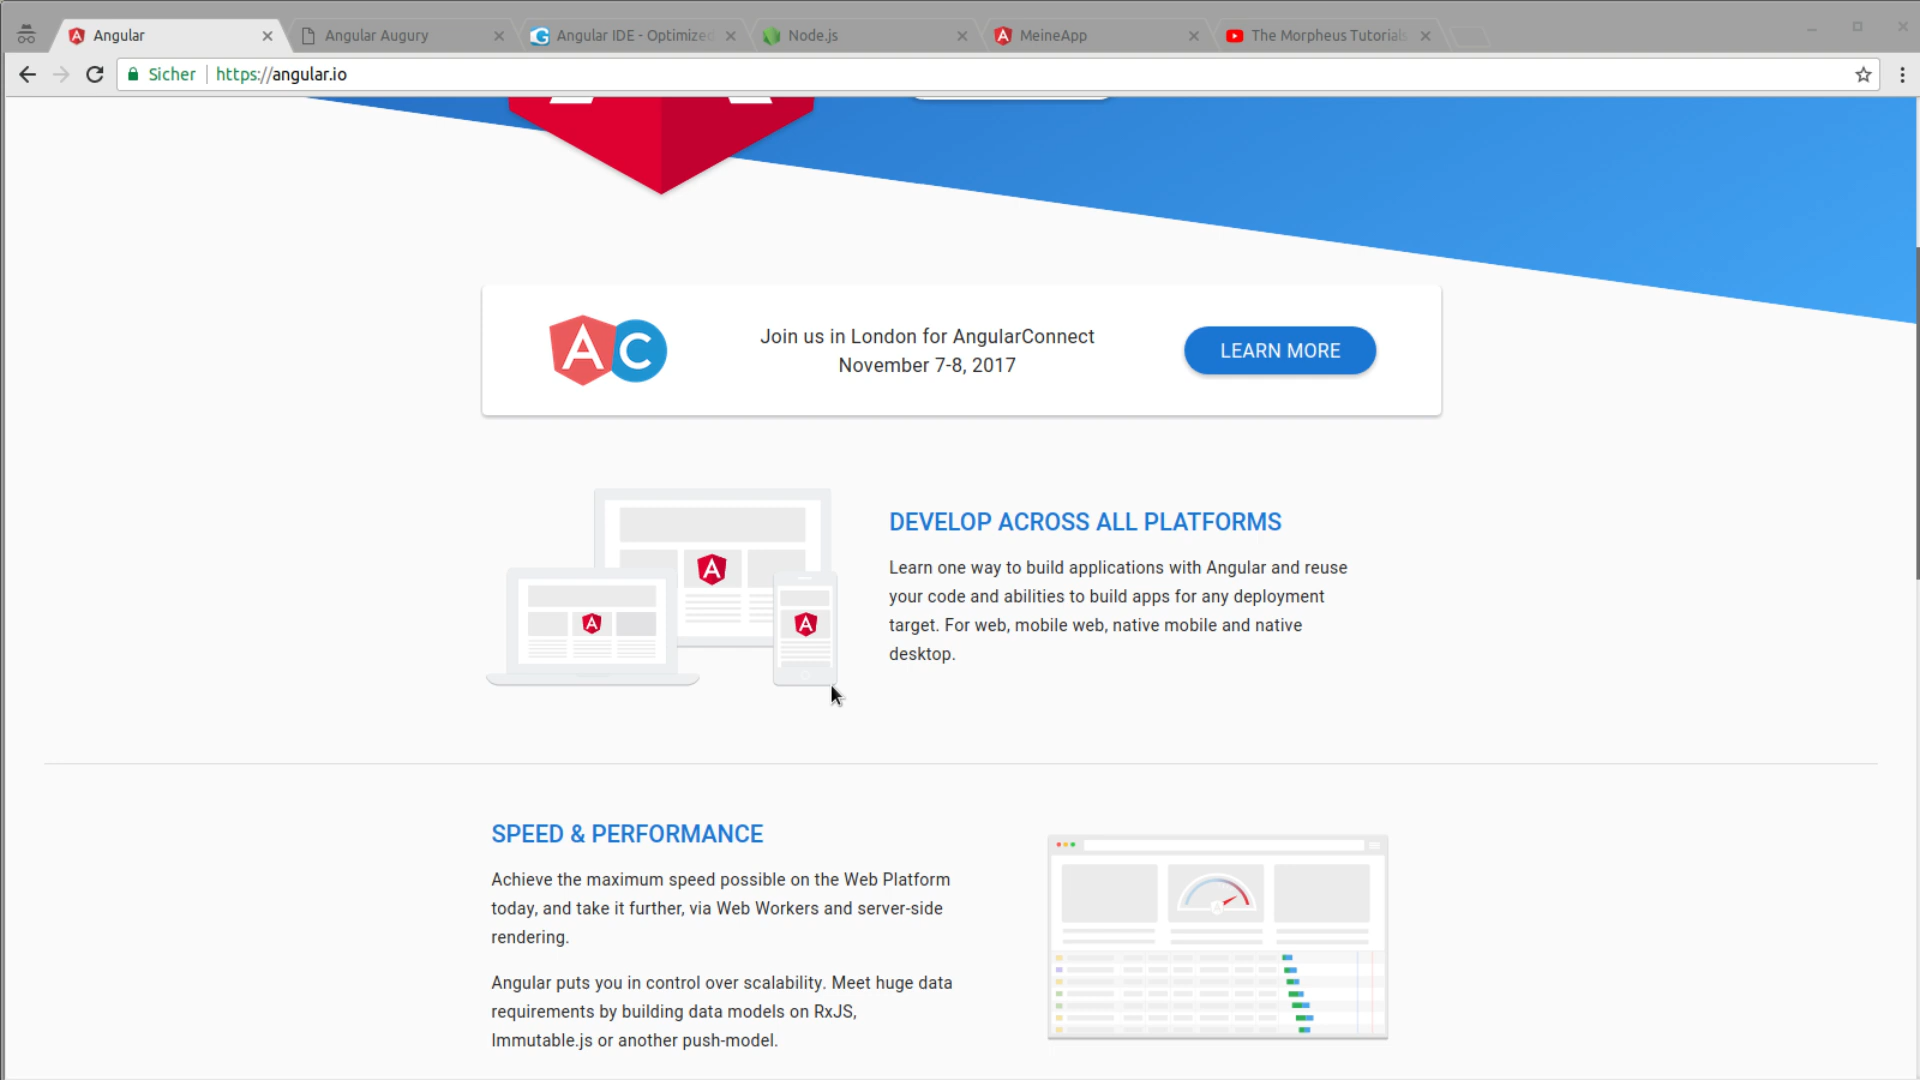 Angular
Angular Augury
Angular IDE - Optimized
Node.js
MeineApp
The Morpheus Tutorials
Sicher
https://angular.io
A C
Join us in London for AngularConnect
November 7-8, 2017
LEARN MORE
A
A
A
DEVELOP ACROSS ALL PLATFORMS
Learn one way to build applications with Angular and reuse
your code and abilities to build apps for any deployment
target. For web, mobile web, native mobile and native
desktop.
SPEED & PERFORMANCE
Achieve the maximum speed possible on the Web Platform
today, and take it further, via Web Workers and server-side
rendering.
Angular puts you in control over scalability. Meet huge data
requirements by building data models on RxJS,
Immutable.js or another push-model.